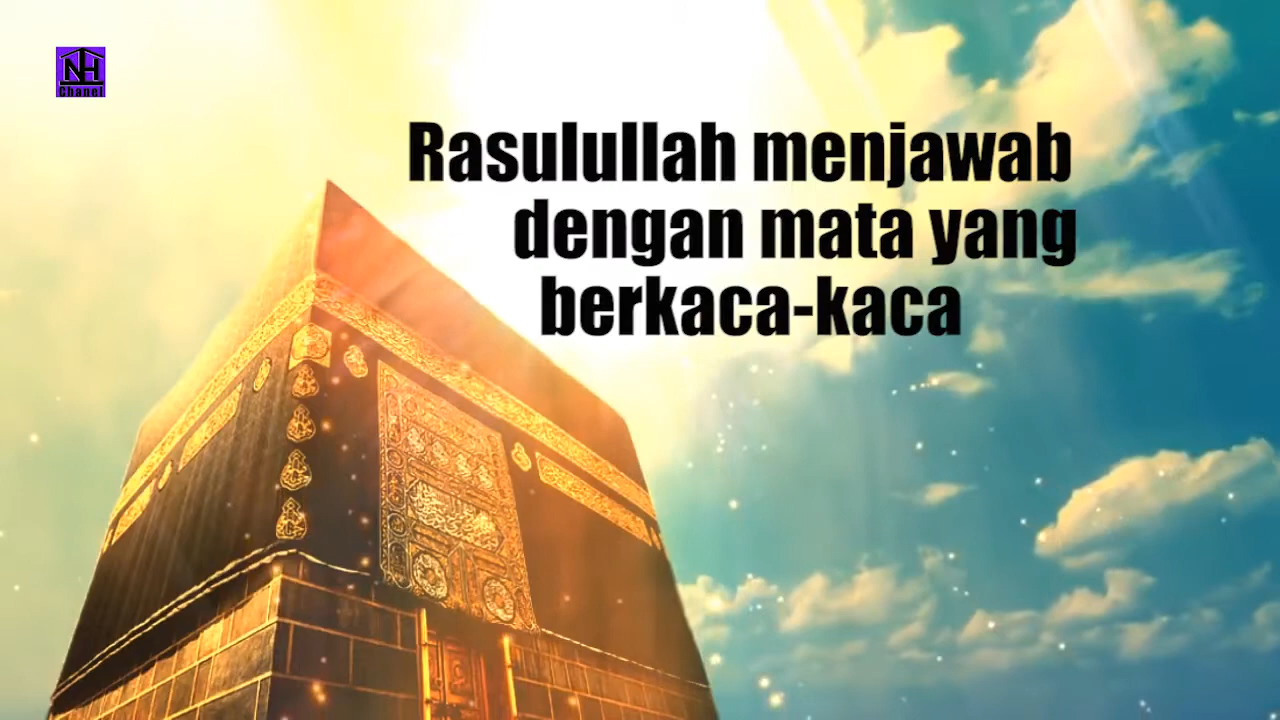 NH
Chanel
Rasulullah menjawab
dengan mata yang
berkaca-kaca